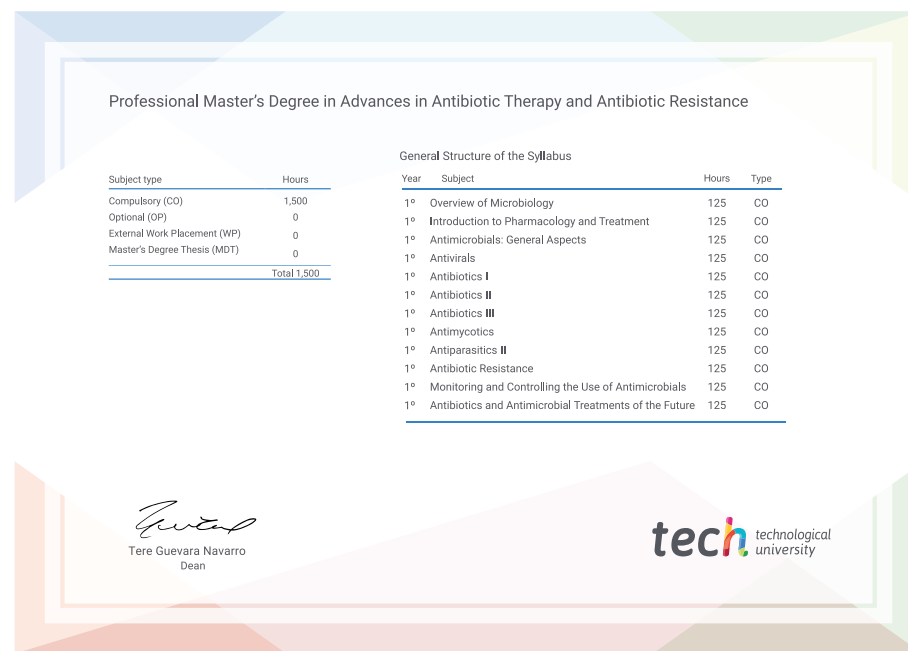 Professional Master's Degree in Advances in Antibiotic Therapy and Antibiotic Resistance
General Structure of the Syllabus
Subject type Hours
Compulsory (CO) 1,500
Optional (OP) 0
External Work Placement (WP) 0
Master's Degree Thesis (MDT) 0
Total 1,500
Year Subject Hours Type
1º Overview of Microbiology 125 CO
1º Introduction to Pharmacology and Treatment 125 CO
1º Antimicrobials: General Aspects 125 CO
1º Antivirals 125 CO
1º Antibiotics I 125 CO
1º Antibiotics II 125 CO
1º Antibiotics III 125 CO
1º Antimycotics 125 CO
1º Antiparasitics II 125 CO
1º Antibiotic Resistance 125 CO
1º Monitoring and Controlling the Use of Antimicrobials 125 CO
1º Antibiotics and Antimicrobial Treatments of the Future 125 CO
Tere Guevara Navarro
Dean
tech technological
university